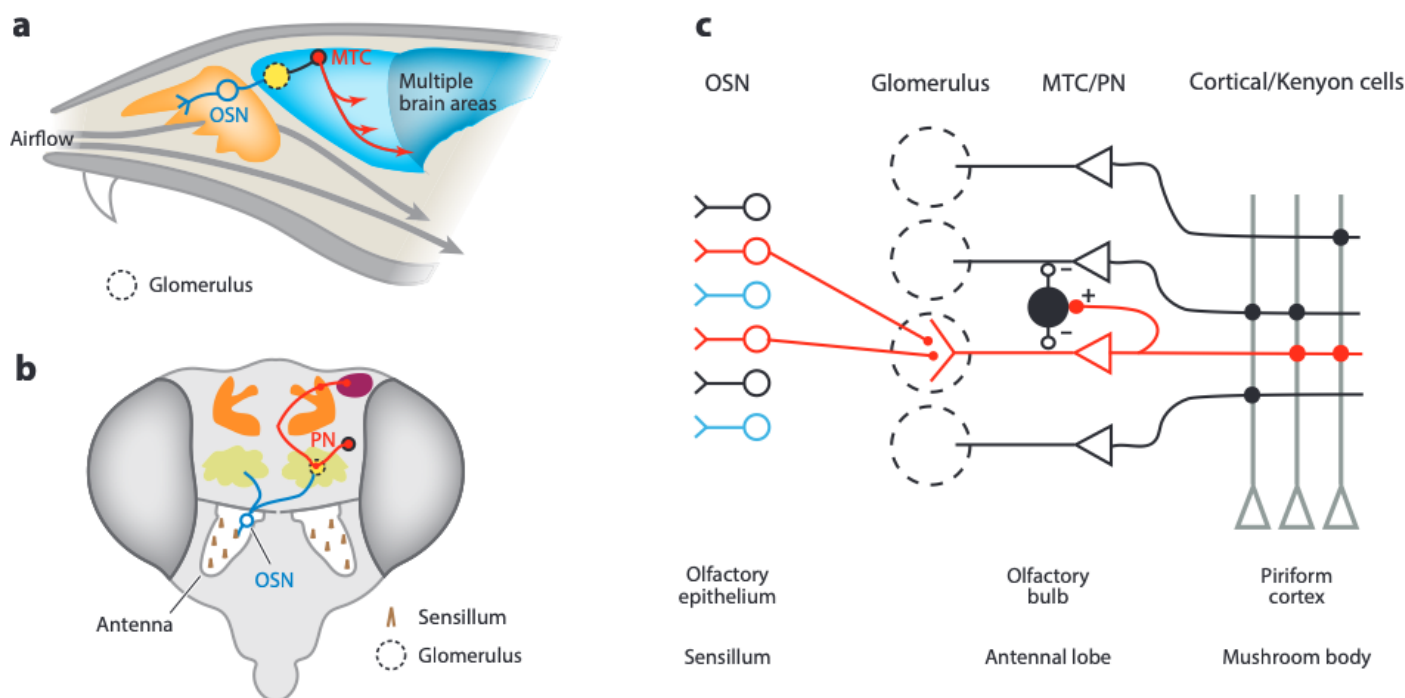 a
MTC
Multiple
brain areas
OSN
Airflow
Glomerulus
b
PN
OSN
Antenna
Sensillum
Glomerulus
c
OSN
Glomerulus
MTC/PN
Cortical/Kenyon cells
−
+
−
Olfactory
epithelium
Olfactory
bulb
Piriform
cortex
Sensillum
Antennal lobe
Mushroom body